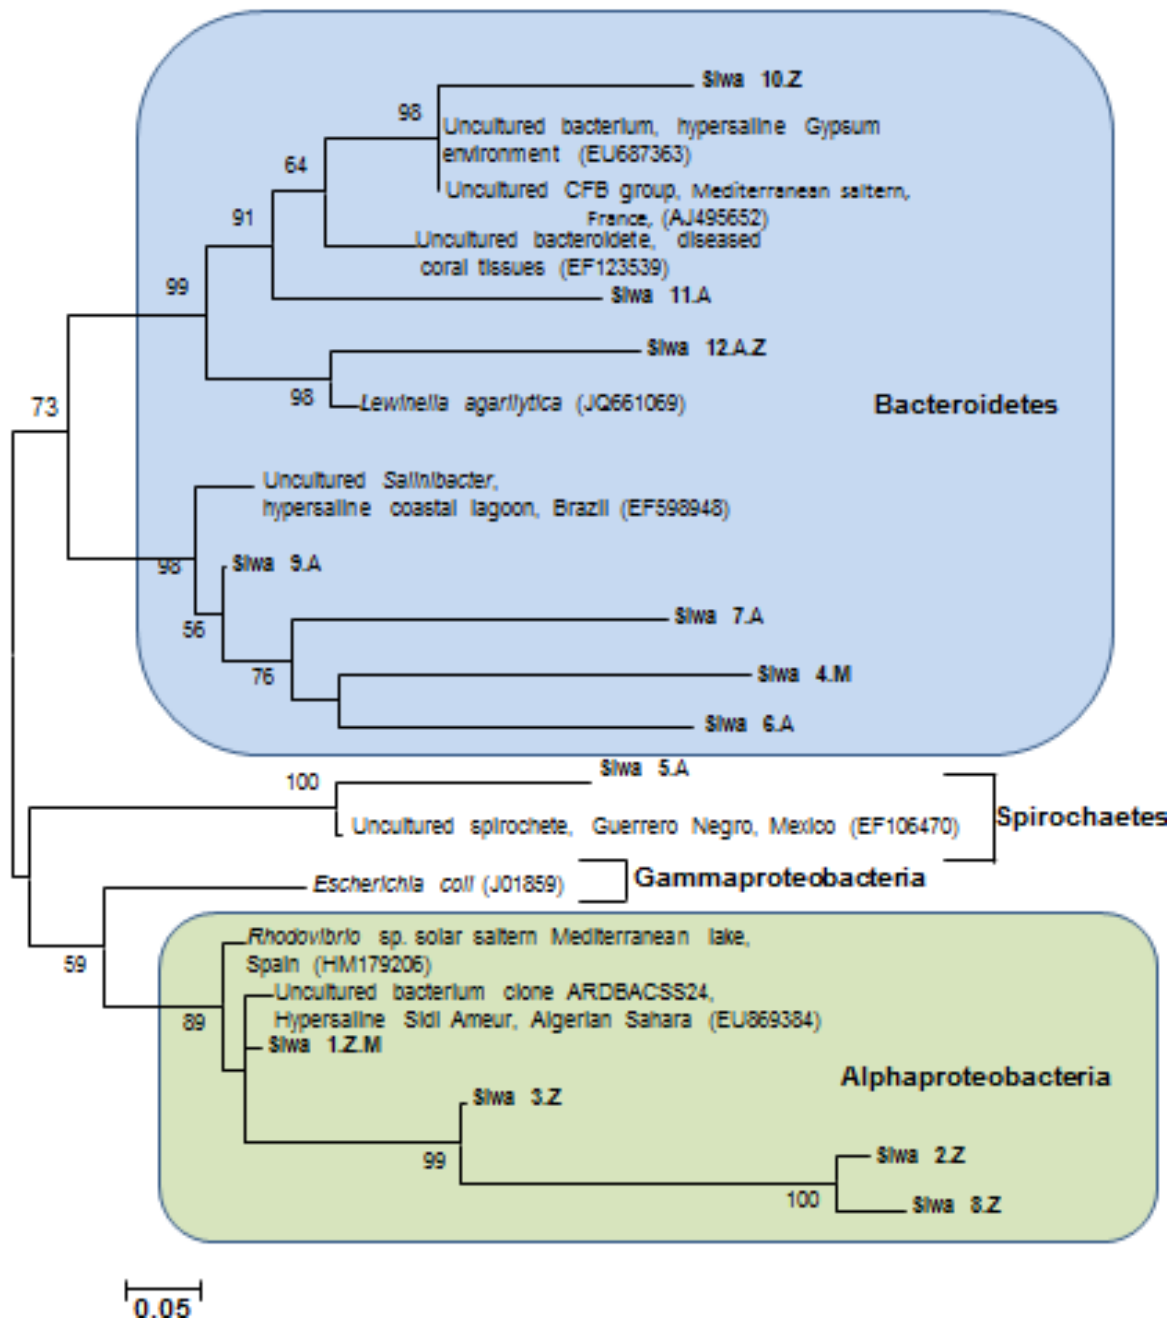 Siwa 10.Z
98
Uncultured bacterium, hypersaline Gypsum
environment (EU687363)
64
Uncultured CFB group, Mediterranean saltern,
France, (AJ495652)
91
Uncultured bacteroidete, diseased
coral tissues (EF123539)
99
Siwa 11.A
Siwa 12.A.Z
98
Lewinella agarilytica (JQ661069)
Bacteroidetes
73
Uncultured Salinibacter,
hypersaline coastal lagoon, Brazil (EF598948)
98
Siwa 9.A
56
Siwa 7.A
76
Siwa 4.M
Siwa 6.A
Siwa 5.A
100
Spirochaetes
Uncultured spirochete, Guerrero Negro, Mexico (EF106470)
Gammaproteobacteria
Escherichia coli (J01859)
Rhodovibrio sp. solar saltern Mediterranean lake,
Spain (HM179206)
59
Uncultured bacterium clone ARDBACSS24,
Hypersaline Sidi Ameur, Algerian Sahara (EU869384)
89
Siwa 1.Z.M
Alphaproteobacteria
Siwa 3.Z
99
Siwa 2.Z
100
Siwa 8.Z
0.05